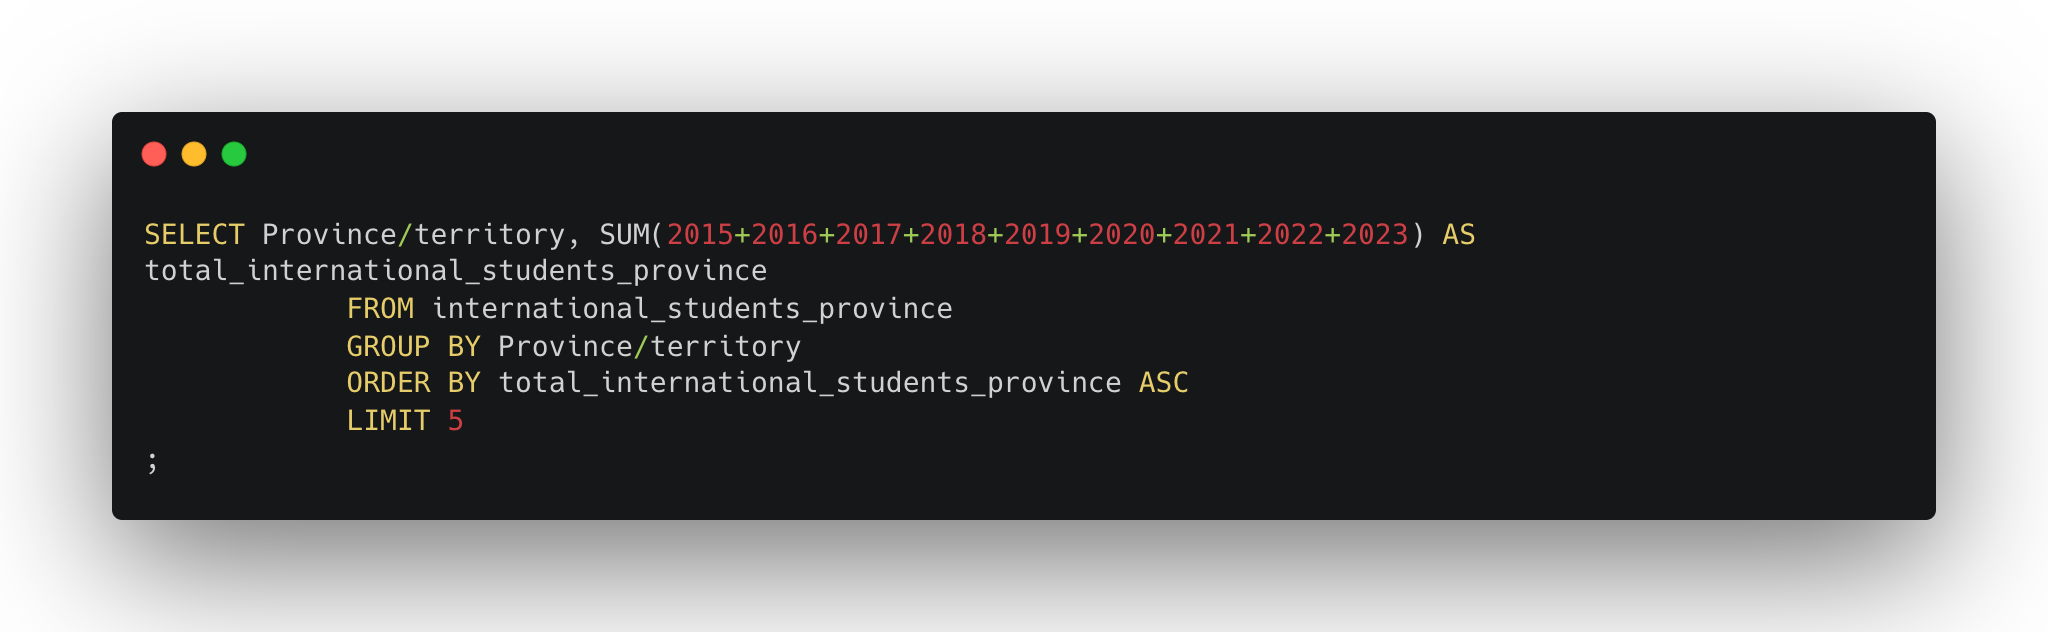 SELECT Province/territory, SUM(2015+2016+2017+2018+2019+2020+2021+2022+2023) AS
total_international_students_province
            FROM international_students_province
            GROUP BY Province/territory
            ORDER BY total_international_students_province ASC
            LIMIT 5
;